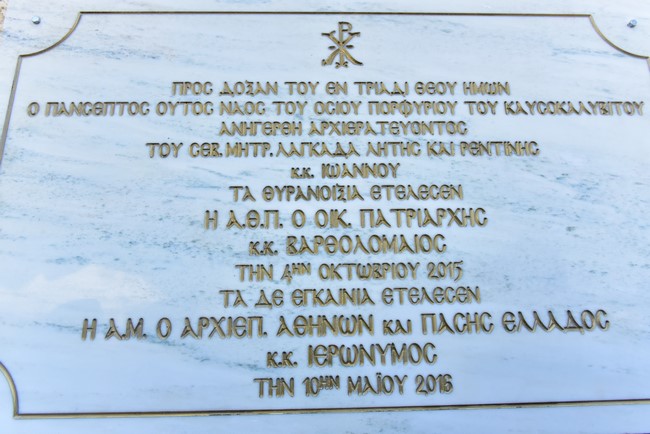 ΠΡΟΣ ΔΟΞΑΝ ΤΟΥ ΕΝ ΤΡΙΑΔΙ ΘΕΟΥ ΗΜΩΝ
Ο ΠΑΝΣΕΠΤΟΣ ΟΥΤΟΣ ΝΑΟΣ ΤΟΥ ΟΣΙΟΥ ΠΟΡΦΥΡΙΟΥ ΤΟΥ ΚΑΥΣΟΚΑΛΥΒΙΤΟΥ
ΑΝΗΓΕΡΘΗ ΑΡΧΙΕΡΑΤΕΥΟΝΤΟΣ
ΤΟΥ ΣΕΒ. ΜΗΤΡ. ΛΑΓΚΑΔΑ ΛΗΤΗΣ ΚΑΙ ΡΕΝΤΙΝΗΣ
κ.κ. ΙΩΑΝΝΟΥ
ΤΑ ΘΥΡΑΝΟΙΞΙΑ ΕΤΕΛΕΣΕΝ
Η Α.Θ.Π. Ο ΟΙΚ. ΠΑΤΡΙΑΡΧΗΣ
κ.κ. ΒΑΡΘΟΛΟΜΑΙΟΣ
ΤΗΝ 4ΗΝ ΟΚΤΩΒΡΙΟΥ 2015
ΤΑ ΔΕ ΕΓΚΑΙΝΙΑ ΕΤΕΛΕΣΕΝ
Η Α.Μ. Ο ΑΡΧΙΕΠ. ΑΘΗΝΩΝ και ΠΑΣΗΣ ΕΛΛΑΔΟΣ
κ.κ. ΙΕΡΩΝΥΜΟΣ
ΤΗΝ 10ΗΝ ΜΑΪΟΥ 2016